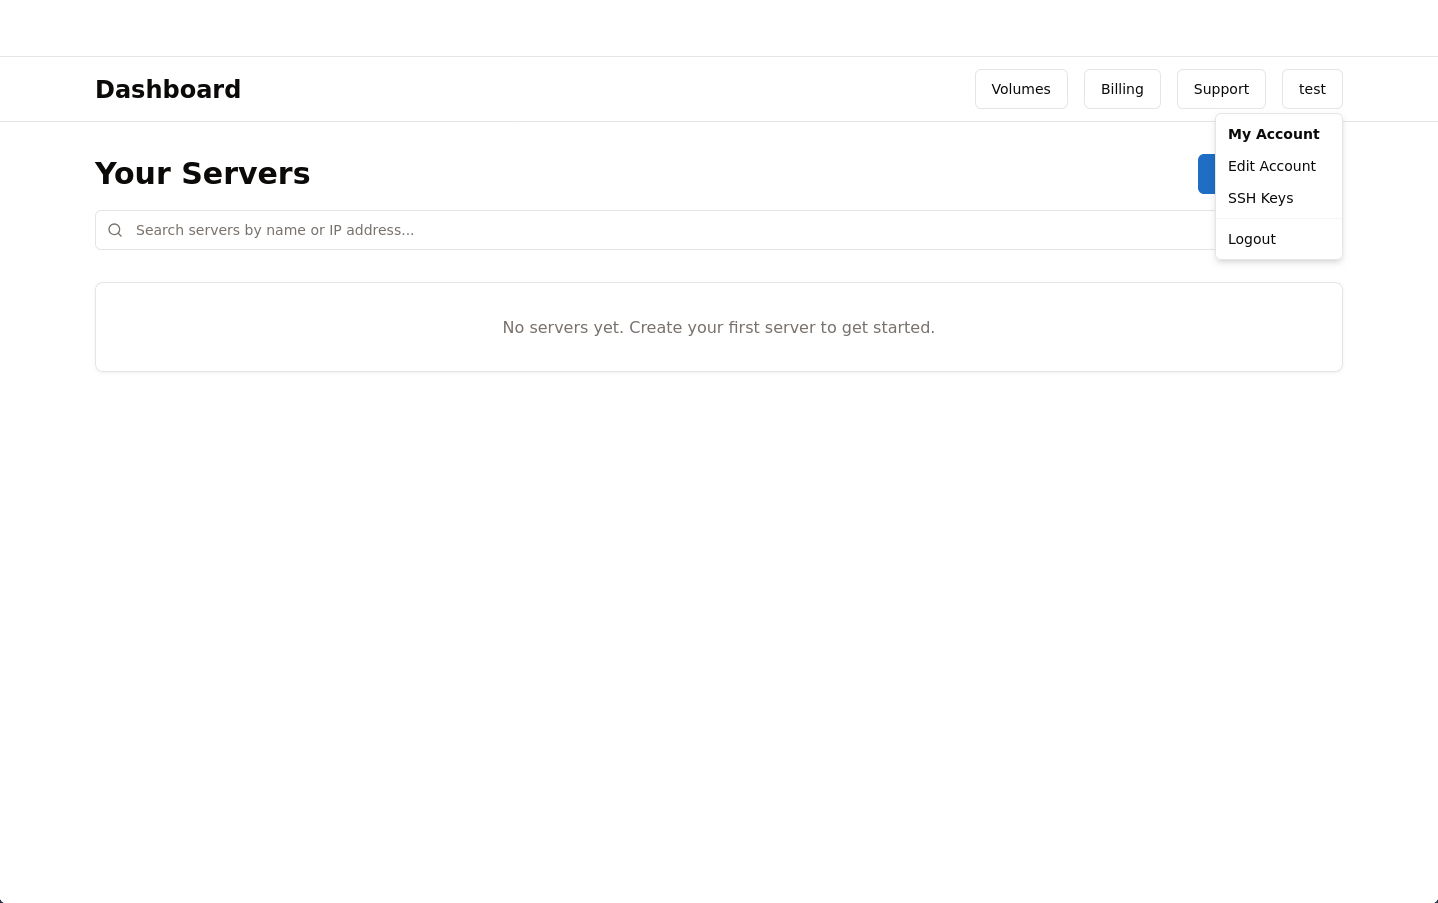 Dashboard
Volumes
Billing
Support
test
My Account
Edit Account
SSH Keys
Logout
Your Servers
Search servers by name or IP address...
No servers yet. Create your first server to get started.